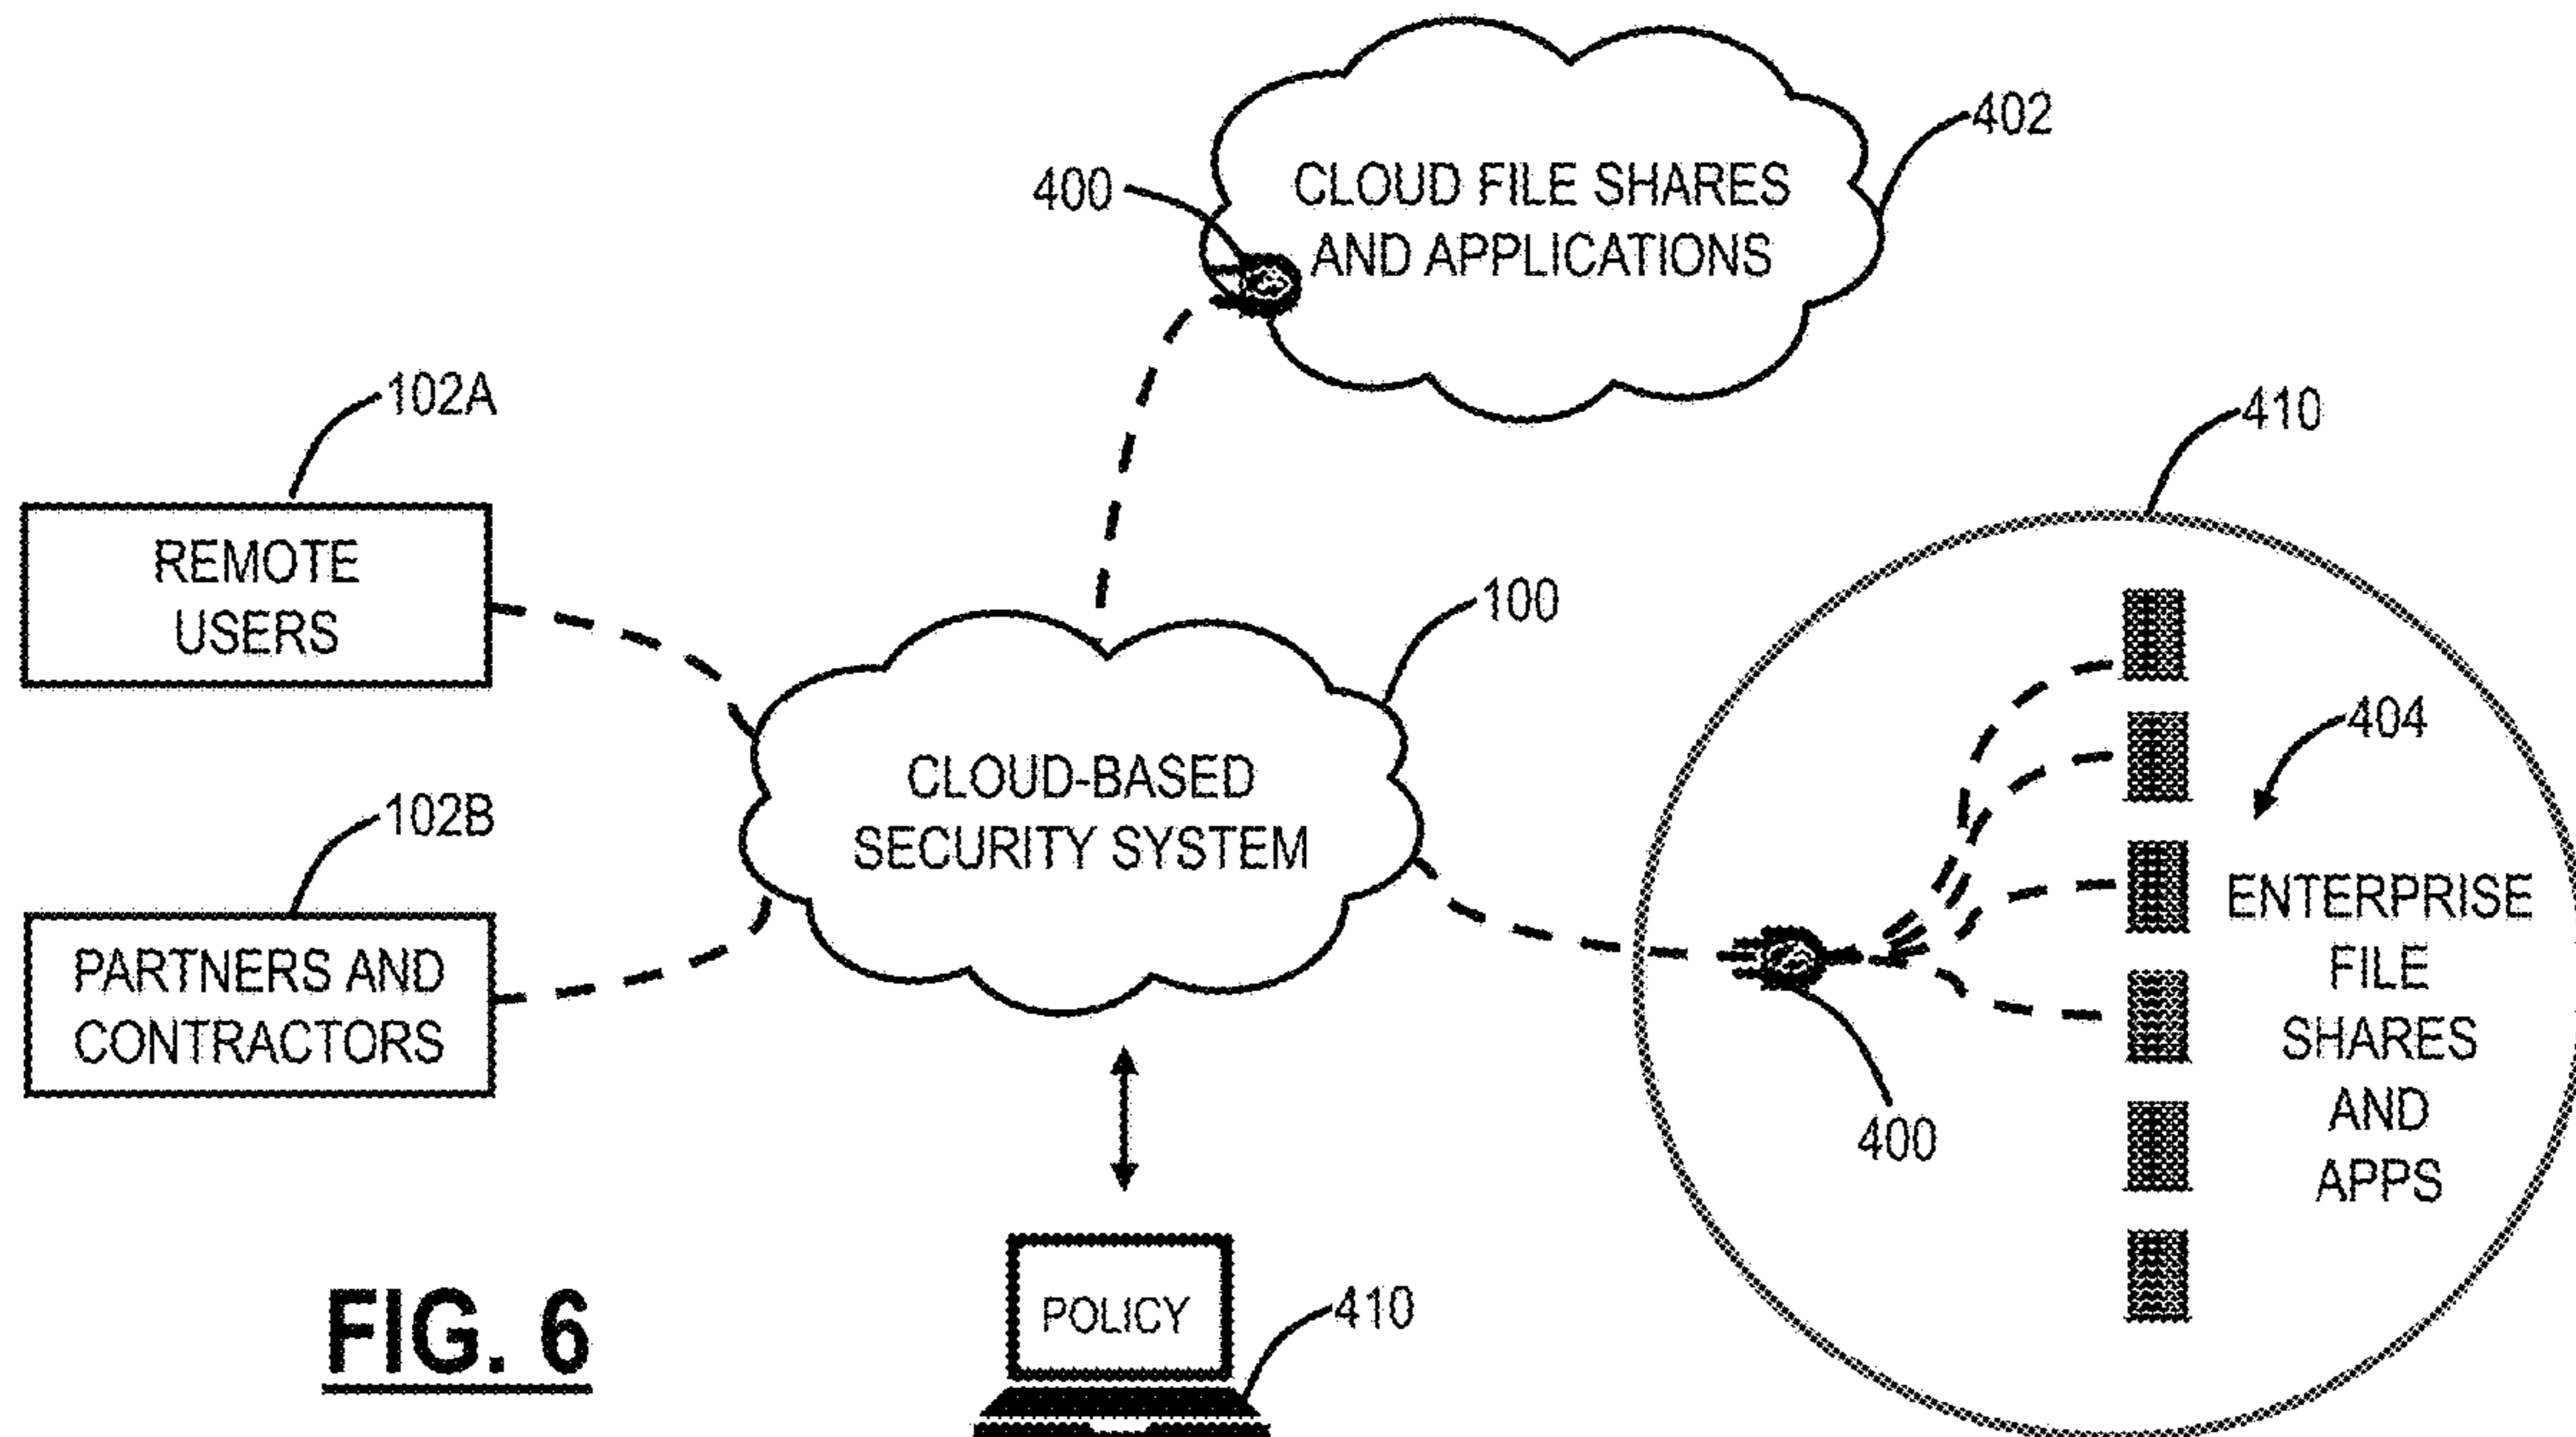 402
400
CLOUD FILE SHARES
AND APPLICATIONS
102A
410
REMOTE
USERS
100
404
CLOUD-BASED
SECURITY SYSTEM
102B
ENTERPRISE
FILE
SHARES
AND
APPS
PARTNERS AND
CONTRACTORS
400
POLICY
410
FIG. 6